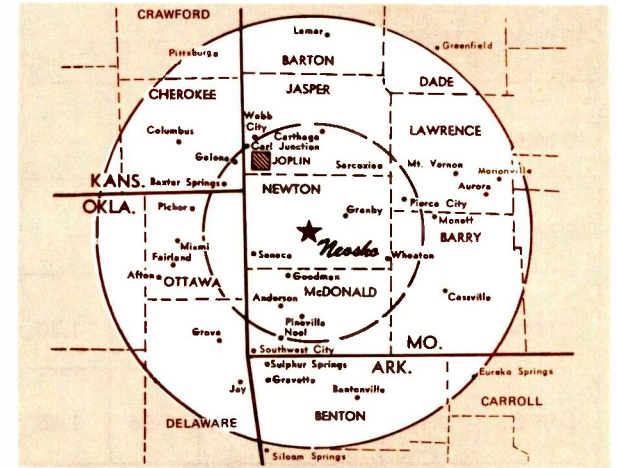 CRAWFORD
Lamar
Pittsburg
Greenfield
BARTON
DADE
CHEROKEE
JASPER
Webb
City
Columbus
Carthage
LAWRENCE
Carl Junction
Galena
JOPLIN
Sarcoxie
Mt. Vernon
Marionville
KANS.
Baxter Springs
NEWTON
Aurora
OKLA.
Picher
Granby
Pierce City
Monett
Miami
Neosho
BARRY
Fairland
Seneca
Wheaton
Afton
OTTAWA
Goodman
McDONALD
Anderson
Cassville
Pineville
Grove
Noel
MO.
Southwest City
ARK.
Sulphur Springs
Eureka Springs
Jay
Gravette
Bentonville
CARROLL
DELAWARE
BENTON
Siloam Springs